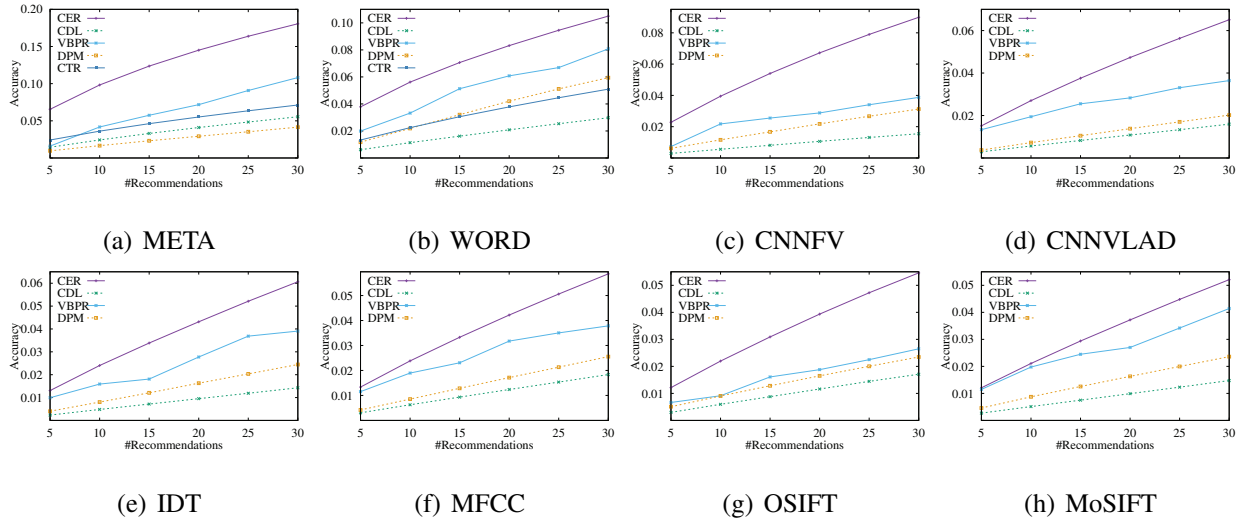 0.20
CER
CDL
VBPR
DPM
CTR
0.15
0.10
0.05
Accuracy
5 10 15 20 25 30
#Recommendations
(a) META
0.10
CER
CDL
VBPR
DPM
CTR
0.08
0.06
0.04
0.02
Accuracy
5 10 15 20 25 30
#Recommendations
(b) WORD
CER
CDL
VBPR
DPM
0.08
0.06
0.04
0.02
Accuracy
5 10 15 20 25 30
#Recommendations
(c) CNNFV
CER
CDL
VBPR
DPM
0.06
0.04
0.02
Accuracy
5 10 15 20 25 30
#Recommendations
(d) CNNVLAD
CER
CDL
VBPR
DPM
0.06
0.05
0.04
0.03
0.02
0.01
Accuracy
5 10 15 20 25 30
#Recommendations
(e) IDT
CER
CDL
VBPR
DPM
0.05
0.04
0.03
0.02
0.01
Accuracy
5 10 15 20 25 30
#Recommendations
(f) MFCC
CER
CDL
VBPR
DPM
0.05
0.04
0.03
0.02
0.01
Accuracy
5 10 15 20 25 30
#Recommendations
(g) OSIFT
CER
CDL
VBPR
DPM
0.05
0.04
0.03
0.02
0.01
Accuracy
5 10 15 20 25 30
#Recommendations
(h) MoSIFT